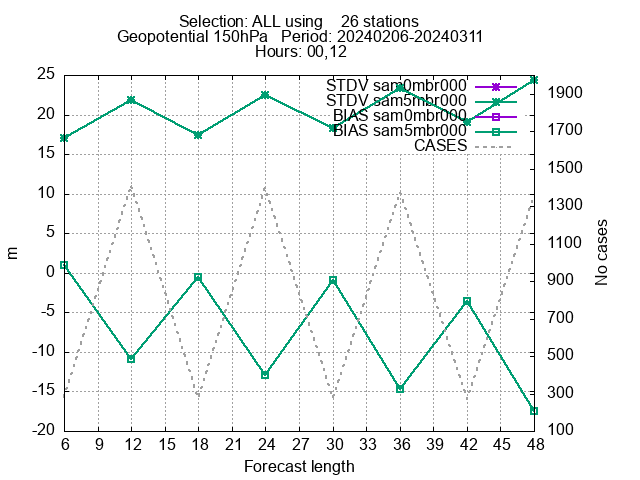 Selection: ALL using    26 stations
Geopotential 150hPa   Period: 20240206-20240311
Hours: 00,12
STDV sam0mbr000
STDV sam5mbr000
BIAS sam0mbr000
BIAS sam5mbr000
CASES
25
20
15
10
5
0
-5
-10
-15
-20
m
1900
1700
1500
1300
1100
900
700
500
300
100
No cases
6 9 12 15 18 21 24 27 30 33 36 39 42 45 48
Forecast length